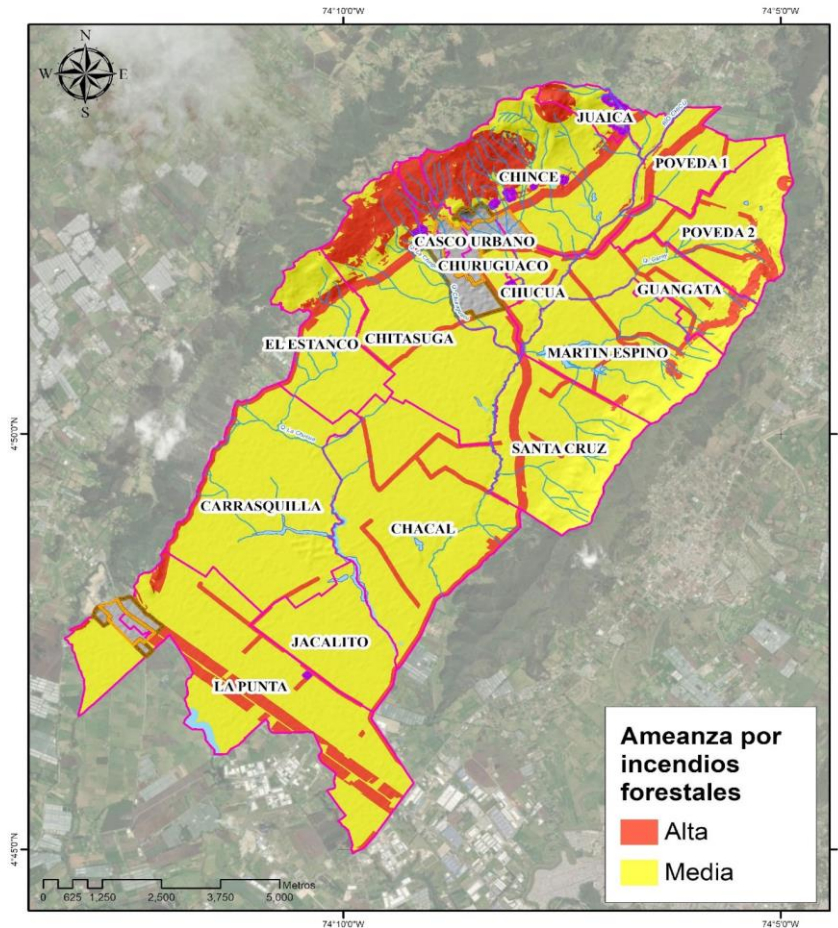 74°10'0"W
74°5'0"W
N
W
E
S
JUAICA
RIO CHICU
POVEDA 1
CHINCE
POVEDA 2
CASCO URBANO
CHURUGUACO
GUANGATA
CHUCUA
CHITASUGA
EL ESTANCO
MARTIN ESPINO
4°50'0"N
SANTA CRUZ
CARRASQUILLA
CHACAL
JACALITO
LA PUNTA
Ameanza por
incendios
forestales
Alta
Media
4°45'0"N
0 625 1,250 2,500 3,750 5,000 Metros
74°10'0"W
74°5'0"W